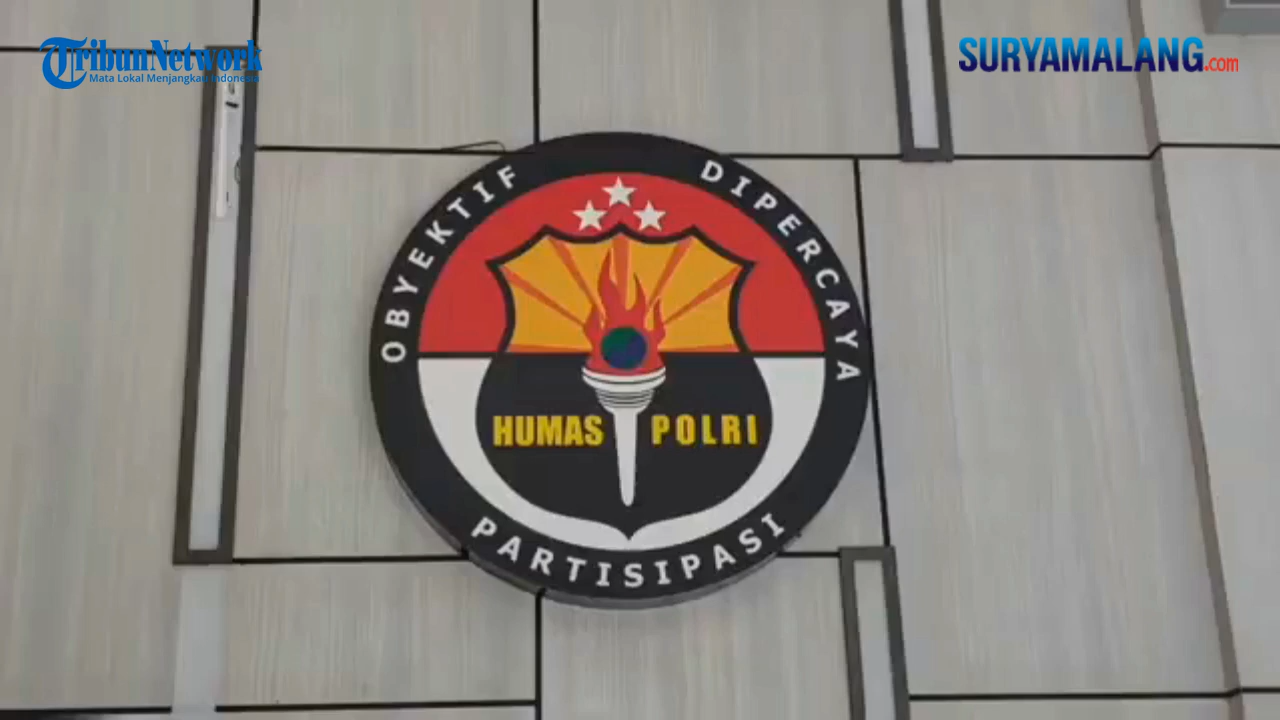 TribunNetwork
Mata Lokal Menjangkau Indonesia
SURYAMALANG.com
OBYEKTIF
DIPERCAYA
HUMAS POLRI
PARTISIPASI